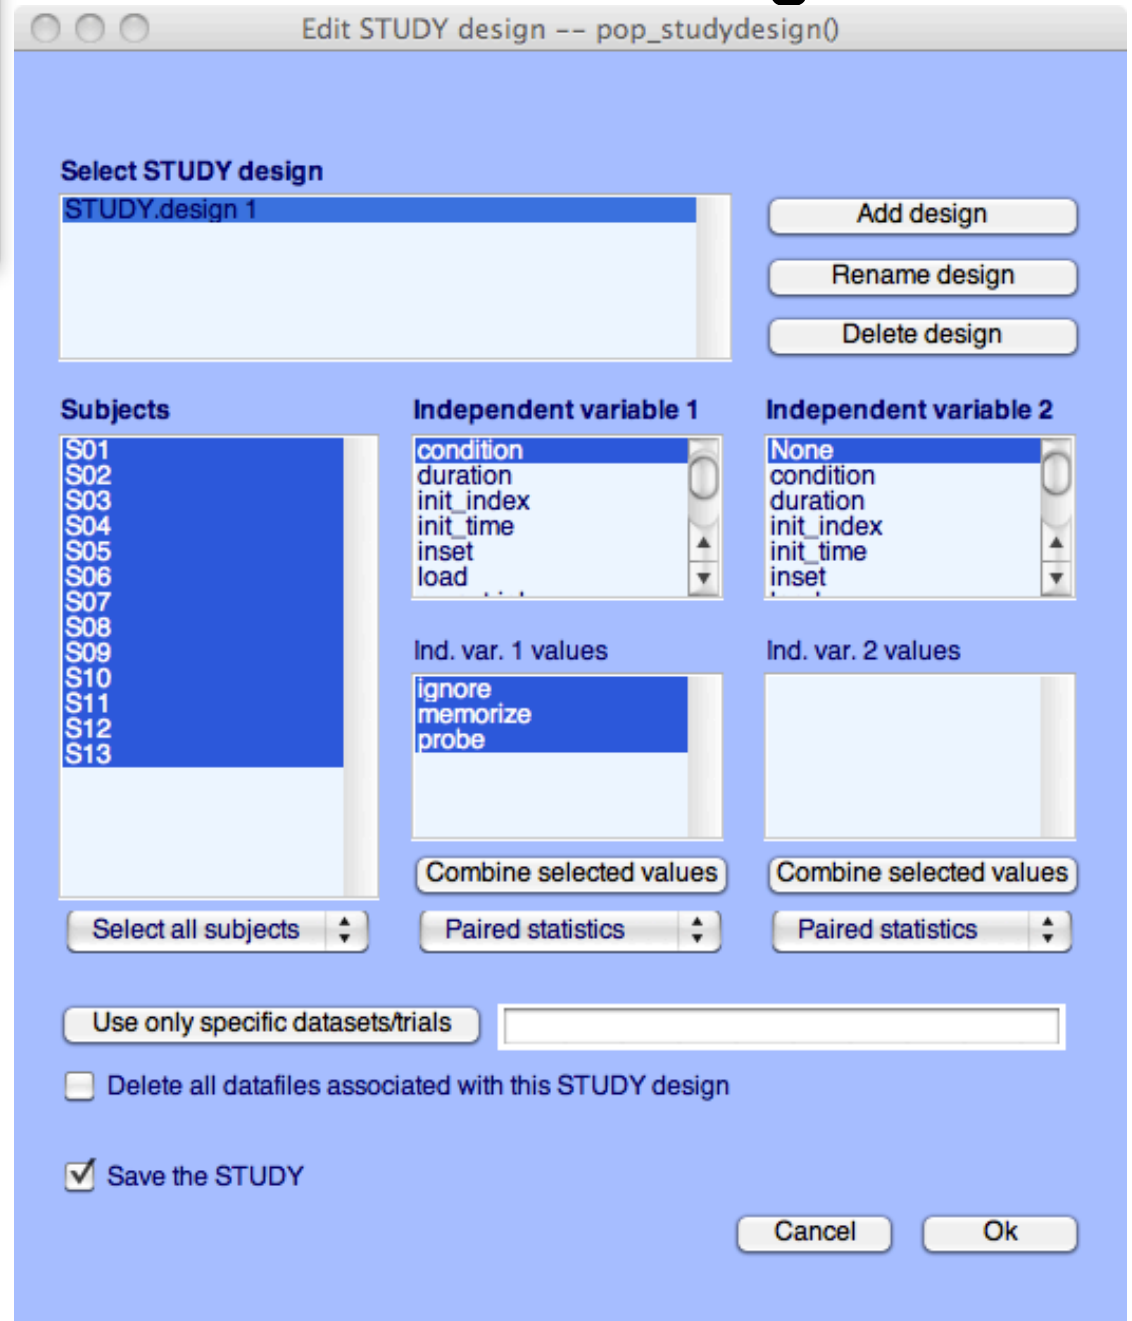 Edit STUDY design -- pop_studydesign()
Select STUDY design
STUDY.design 1
Add design
Rename design
Delete design
Subjects
S01
S02
S03
S04
S05
S06
S07
S08
S09
S10
S11
S12
S13
Select all subjects
Independent variable 1
condition
duration
init_index
init_time
inset
load
Ind. var. 1 values
ignore
memorize
probe
Combine selected values
Paired statistics
Independent variable 2
None
condition
duration
init_index
init_time
inset
Ind. var. 2 values
Combine selected values
Paired statistics
Use only specific datasets/trials
Delete all datafiles associated with this STUDY design
Save the STUDY
Cancel
Ok